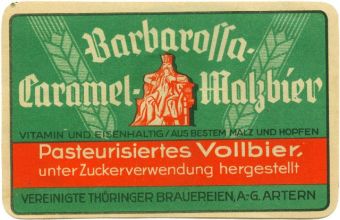 Barbarossa-
Caramel-Malzbier
VITAMIN UND EISENHALTIG/AUS BESTEM MALZ UND HOPFEN
Pasteurisiertes Vollbier,
unter Zuckerverwendung hergestellt
VEREINIGTE THÜRINGER BRAUEREIEN, A.-G. ARTERN